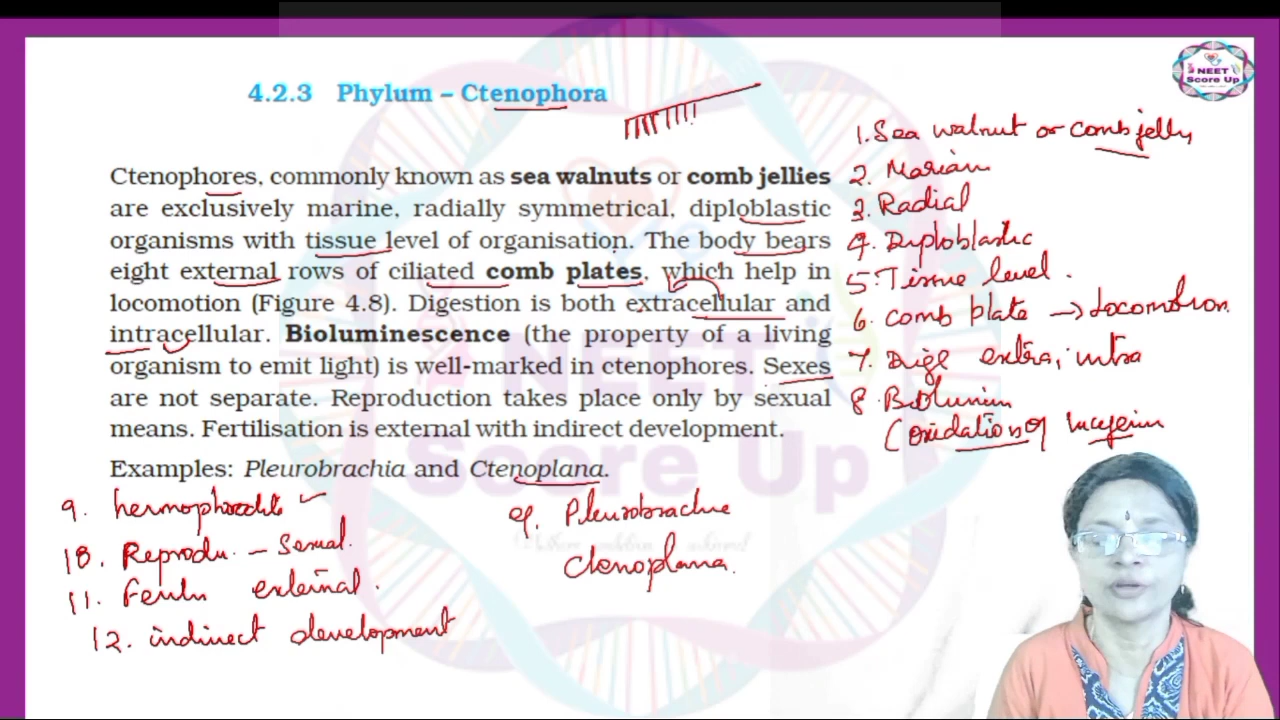 4.2.3 Phylum – Ctenophora
NEET
Score Up
Ctenophores, commonly known as sea walnuts or comb jellies
are exclusively marine, radially symmetrical, diploblastic
organisms with tissue level of organisation. The body bears
eight external rows of ciliated comb plates, which help in
locomotion (Figure 4.8). Digestion is both extracellular and
intracellular. Bioluminescence (the property of a living
organism to emit light) is well-marked in ctenophores. Sexes
are not separate. Reproduction takes place only by sexual
means. Fertilisation is external with indirect development.
Examples: Pleurobrachia and Ctenoplana.
1. Sea walnut or comb jelly
2. Marian
3. Radial
4. Diploblastic
5. Tissue level.
6. comb plate → Locomotion.
7. Dige extra, intra
8. Biolumin
(oxidation of
9.
10. Reprodu. – Sexual.
11. external.
12. indirect development
eg. Pleurobrachie
Ctenoplana.
Score Up